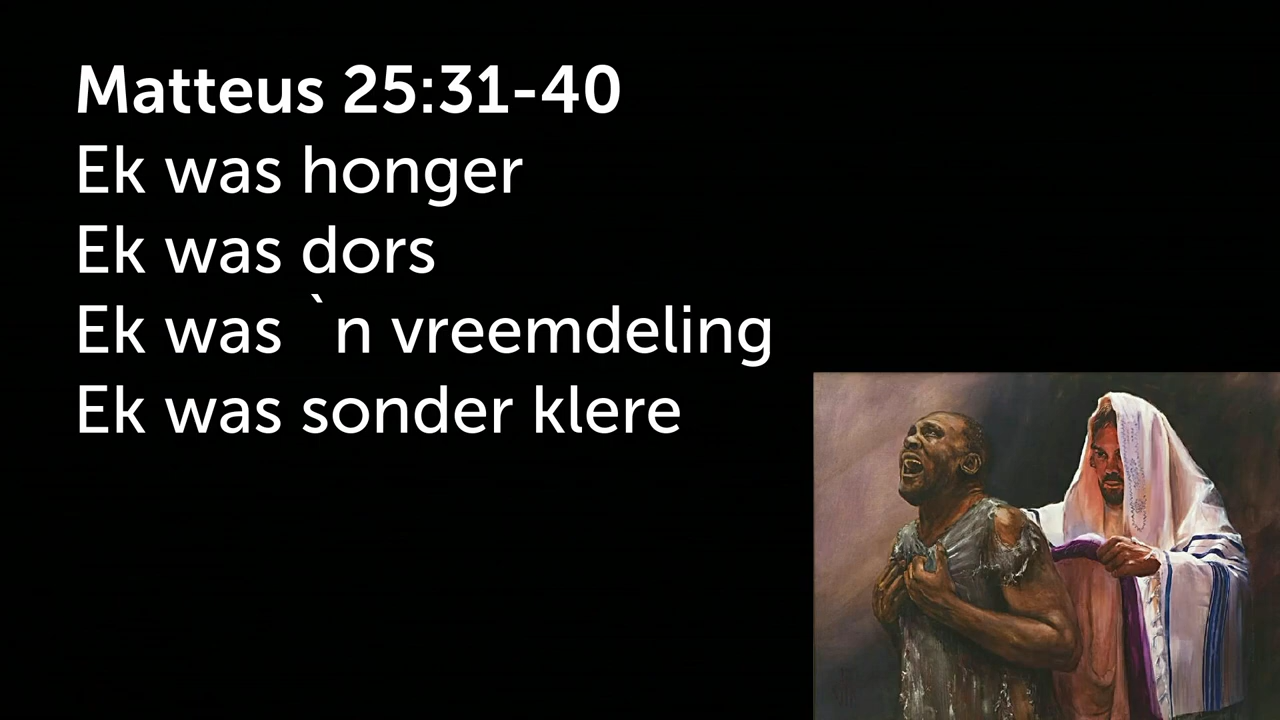 Matteus 25:31-40
Ek was honger
Ek was dors
Ek was `n vreemdeling
Ek was sonder klere